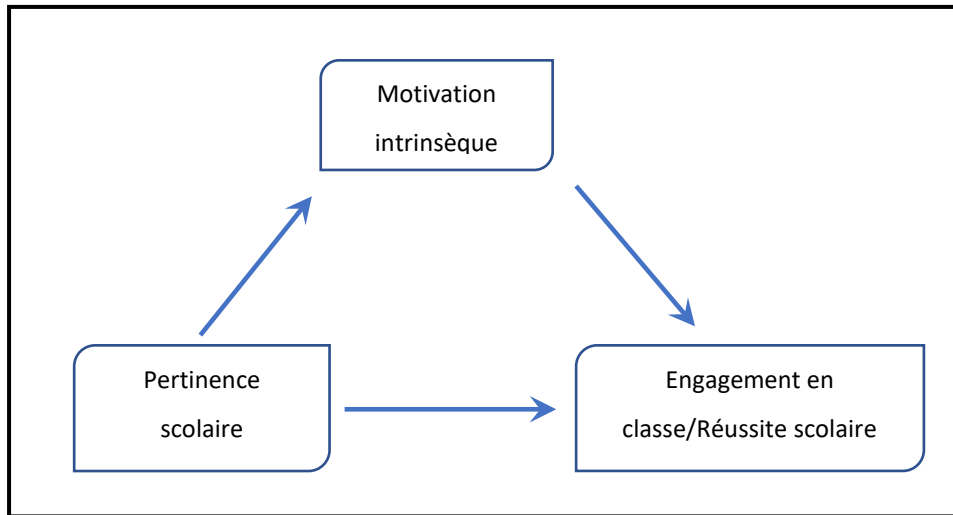 Motivation
intrinsèque
Pertinence
scolaire
Engagement en
classe/Réussite scolaire